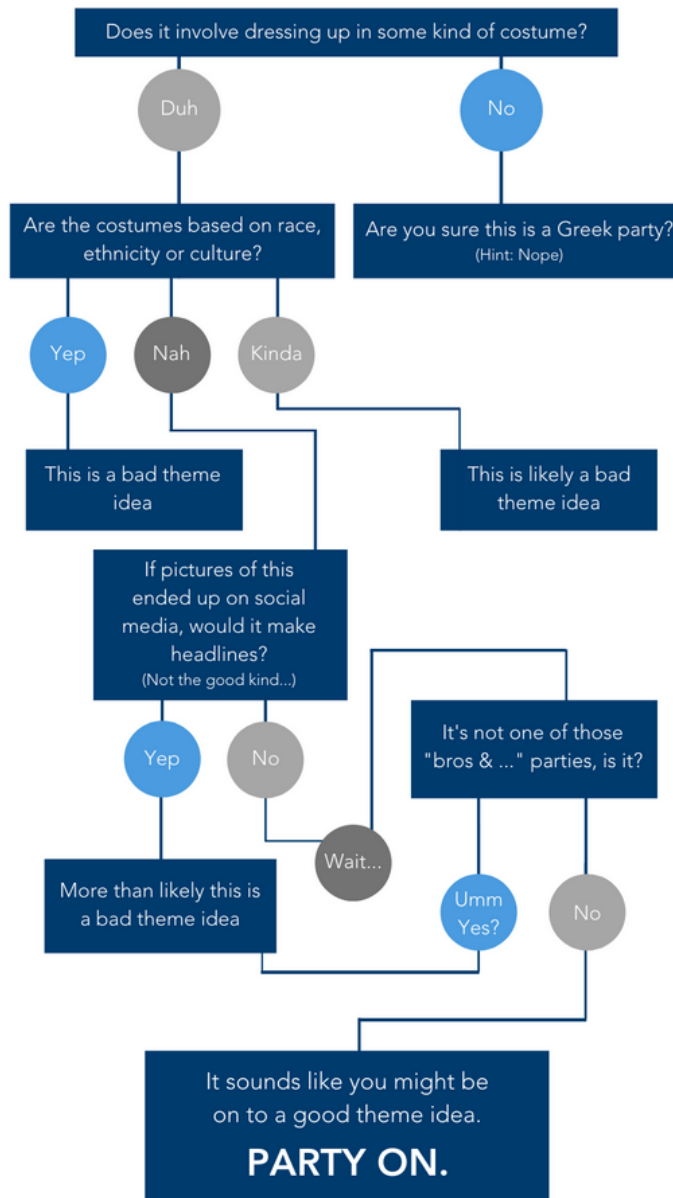 Does it involve dressing up in some kind of costume?
Duh
No
Are the costumes based on race,
ethnicity or culture?
Are you sure this is a Greek party?
(Hint: Nope)
Yep
Nah
Kinda
This is a bad theme
idea
This is likely a bad
theme idea
If pictures of this
ended up on social
media, would it make
headlines?
(Not the good kind...)
It's not one of those
"bros & ..." parties, is it?
Yep
No
Wait...
More than likely this is
a bad theme idea
Umm
Yes?
No
It sounds like you might be
on to a good theme idea.
PARTY ON.